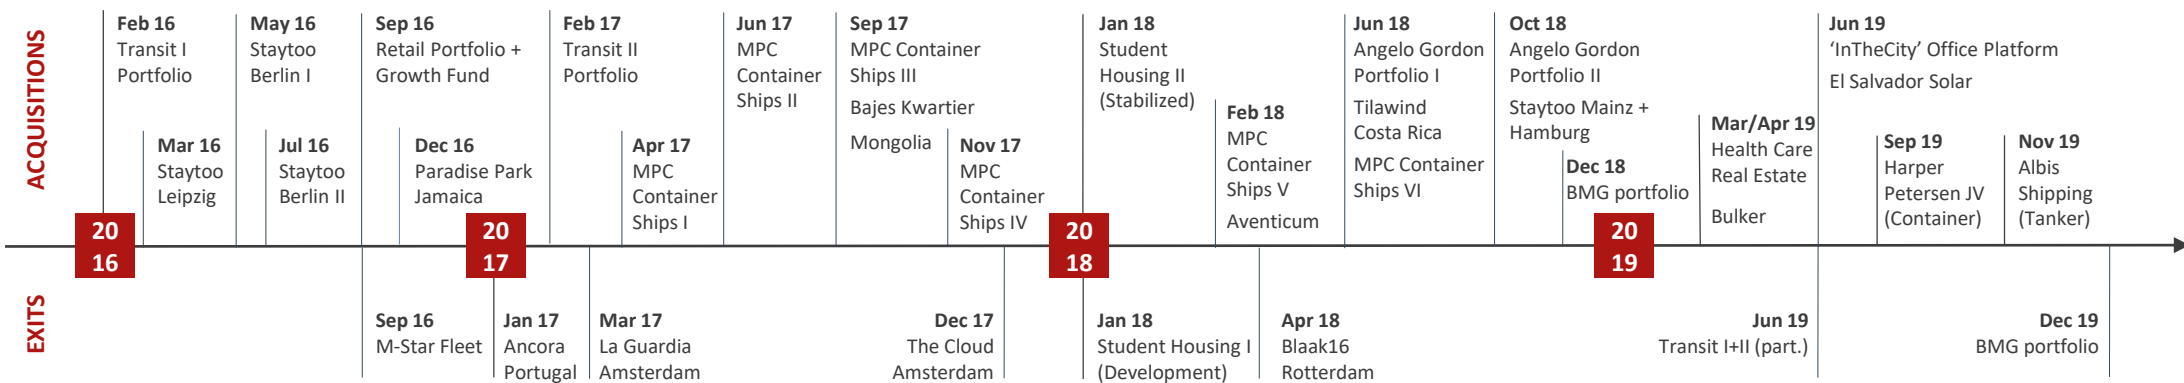 ACQUISITIONS
Feb 16
Transit I
Portfolio
Mar 16
Staytoo
Leipzig
May 16
Staytoo
Berlin I
Jul 16
Staytoo
Berlin II
Sep 16
Retail Portfolio +
Growth Fund
Dec 16
Paradise Park
Jamaica
Feb 17
Transit II
Portfolio
Apr 17
MPC
Container
Ships I
Jun 17
MPC
Container
Ships II
Sep 17
MPC Container
Ships III
Bajes Kwartier
Mongolia
Nov 17
MPC
Container
Ships IV
Jan 18
Student
Housing II
(Stabilized)
Feb 18
MPC
Container
Ships V
Aventicum
Jun 18
Angelo Gordon
Portfolio I
Tilawind
Costa Rica
MPC Container
Ships VI
Oct 18
Angelo Gordon
Portfolio II
Staytoo Mainz +
Hamburg
Dec 18
BMG portfolio
Mar/Apr 19
Health Care
Real Estate
Bulker
Jun 19
‘InTheCity’ Office Platform
El Salvador Solar
Sep 19
Harper
Petersen JV
(Container)
Nov 19
Albis
Shipping
(Tanker)
20
16
20
17
20
18
20
19
EXITS
Sep 16
M-Star Fleet
Jan 17
Ancora
Portugal
Mar 17
La Guardia
Amsterdam
Dec 17
The Cloud
Amsterdam
Jan 18
Student Housing I
(Development)
Apr 18
Blaak16
Rotterdam
Jun 19
Transit I+II (part.)
Dec 19
BMG portfolio